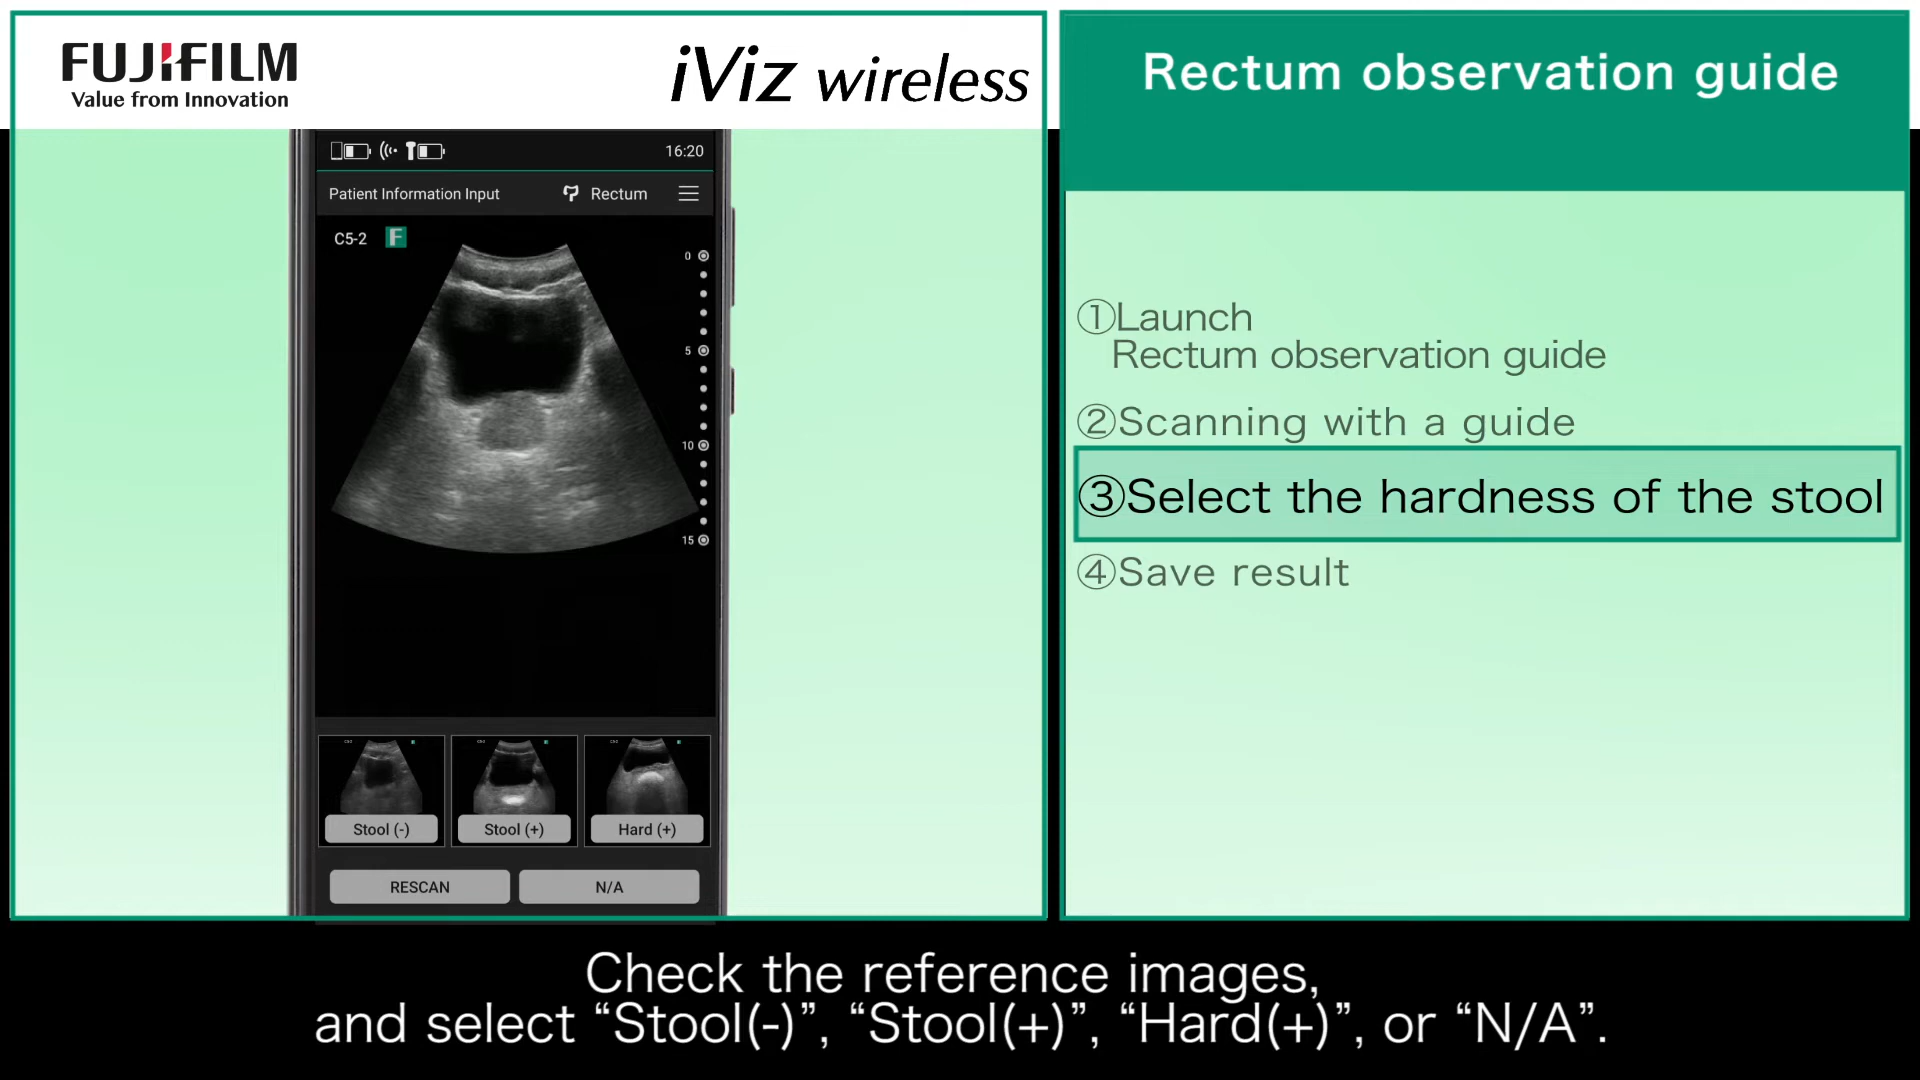 FUJIFILM
Value from Innovation
iViz wireless
Rectum observation guide
16:20
Patient Information Input
Rectum
C5-2
F
0
5
10
15
Stool (-)
Stool (+)
Hard (+)
RESCAN
N/A
①Launch
Rectum observation guide
②Scanning with a guide
③Select the hardness of the stool
④Save result
Check the reference images,
and select “Stool(-)”, “Stool(+)”, “Hard(+)”, or “N/A”.